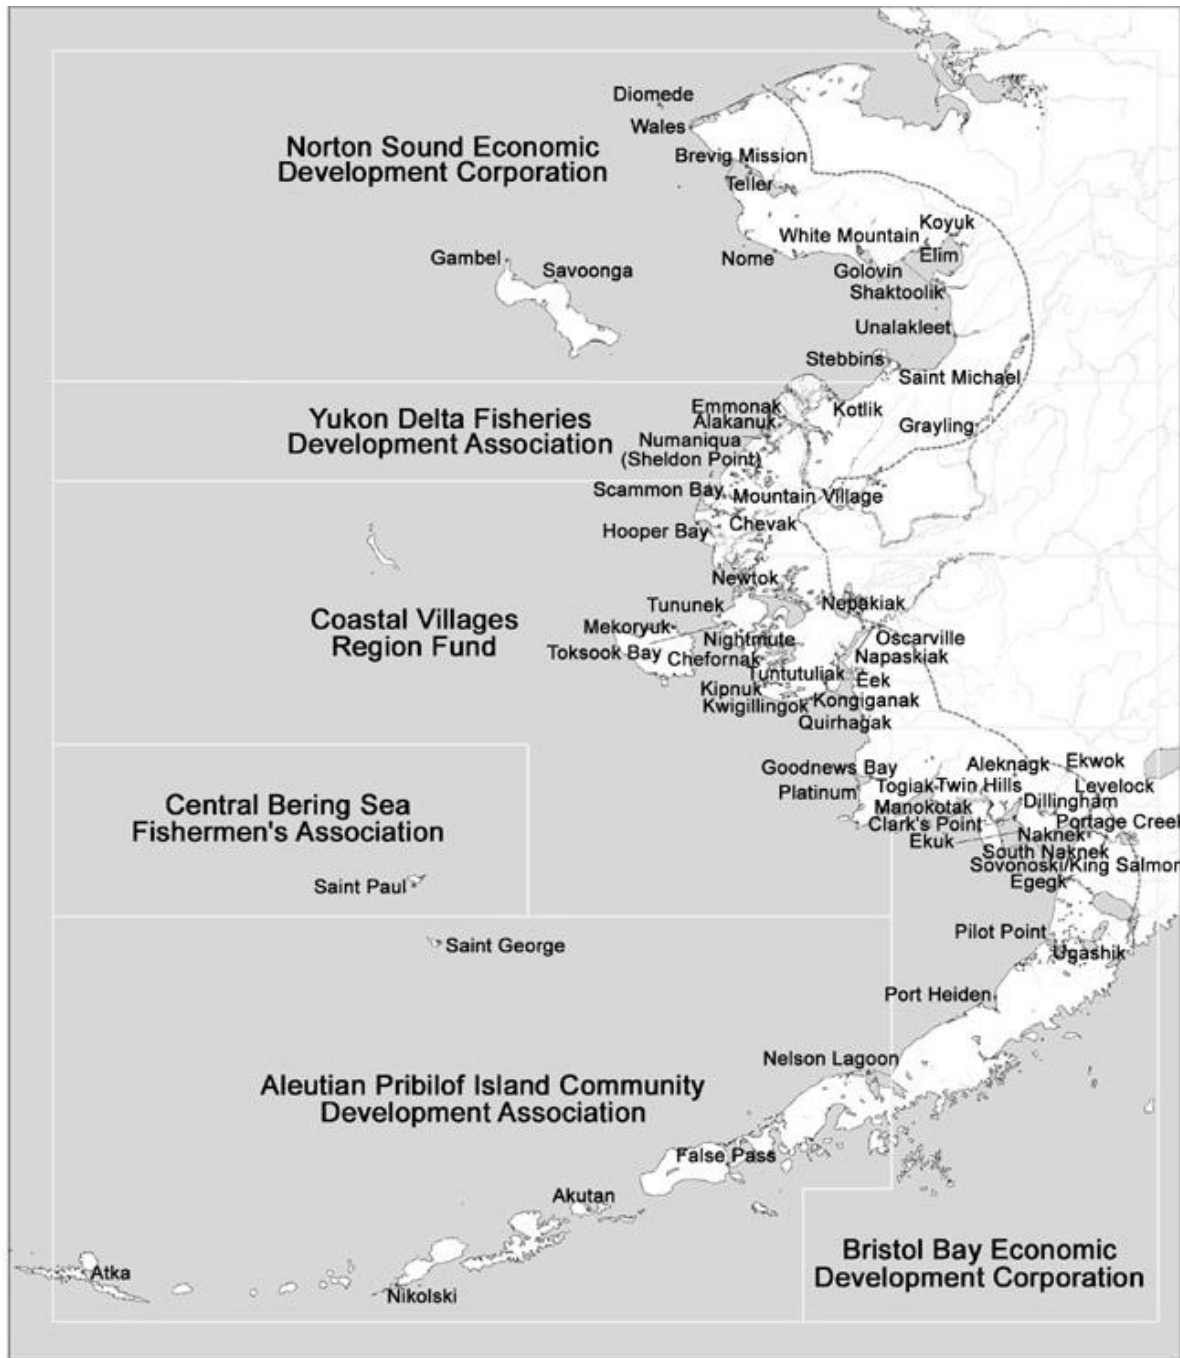 Diomede
Wales
Norton Sound Economic
Development Corporation
Brevig Mission
Teller
Koyuk
White Mountain
Nome
Elim
Gambel
Savoonga
Golovin
Shaktoolik
Unalakleet
Stebbins
Saint Michael
Yukon Delta Fisheries
Development Association
Emmonak
Kotlik
Alakanuk
Grayling
Numaniqua
(Sheldon Point)
Scammon Bay
Mountain Village
Hooper Bay
Chevak
Newtok
Coastal Villages
Region Fund
Tununek
Nepakiak
Mekoryuk
Nightmute
Oscarville
Toksook Bay
Chefornak
Napaskiak
Tuntutuliak
Eek
Kipnuk
Kongiganak
Kwigillingok
Quirhagak
Goodnews Bay
Aleknagk
Ekwok
Platinum
Togiak
Twin Hills
Levelock
Manokotak
Dillingham
Clark's Point
Portage Creek
Ekuk
Naknek
South Naknek
Sovonoski/King Salmon
Egegk
Central Bering Sea
Fishermen's Association
Saint Paul
Saint George
Pilot Point
Ugashik
Port Heiden
Nelson Lagoon
Aleutian Pribilof Island Community
Development Association
False Pass
Akutan
Atka
Nikolski
Bristol Bay Economic
Development Corporation